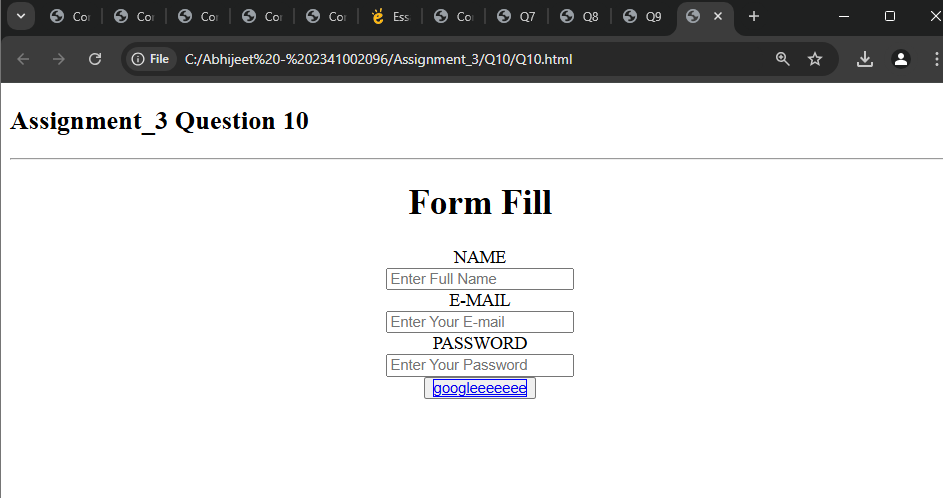 Cor Cor Cor Cor Cor Ess Cor Q7 Q8 Q9
File C:/Abhijeet%20-%202341002096/Assignment_3/Q10/Q10.html
Assignment_3 Question 10
Form Fill
NAME
Enter Full Name
E-MAIL
Enter Your E-mail
PASSWORD
Enter Your Password
googleeeeeee